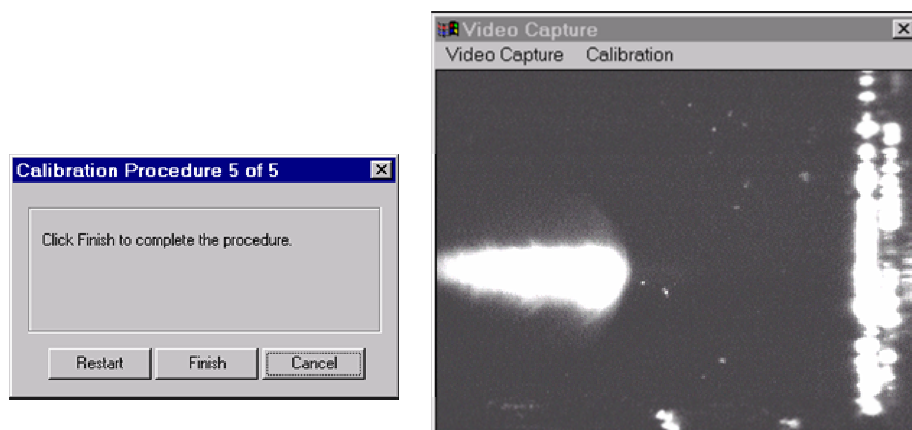 Calibration Procedure 5 of 5
Click Finish to complete the procedure.
Restart Finish Cancel
Video Capture
Video Capture Calibration